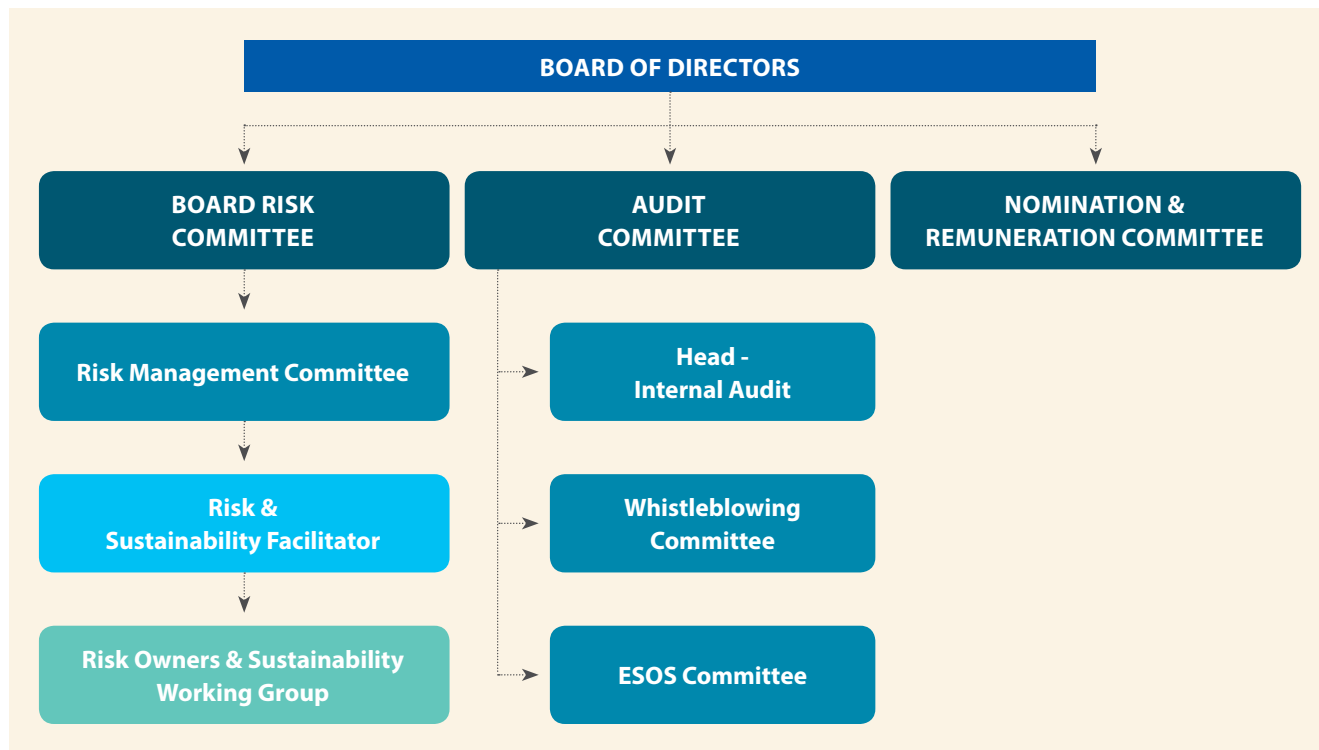 BOARD OF DIRECTORS
BOARD RISK
COMMITTEE
AUDIT
COMMITTEE
NOMINATION &
REMUNERATION COMMITTEE
Risk Management Committee
Head -
Internal Audit
Risk &
Sustainability Facilitator
Whistleblowing
Committee
Risk Owners & Sustainability
Working Group
ESOS Committee